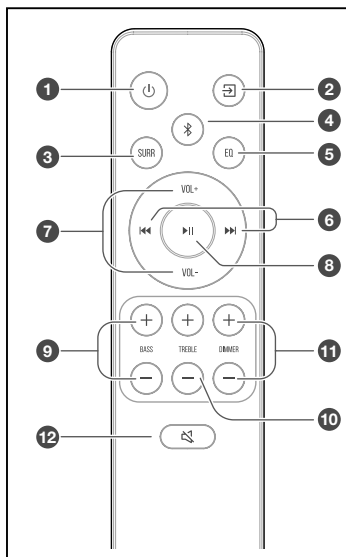 1
2
4
3 SURR EQ 5
VOL+
6
7
8
VOL-
9 BASS TREBLE DIMMER 11
10
12